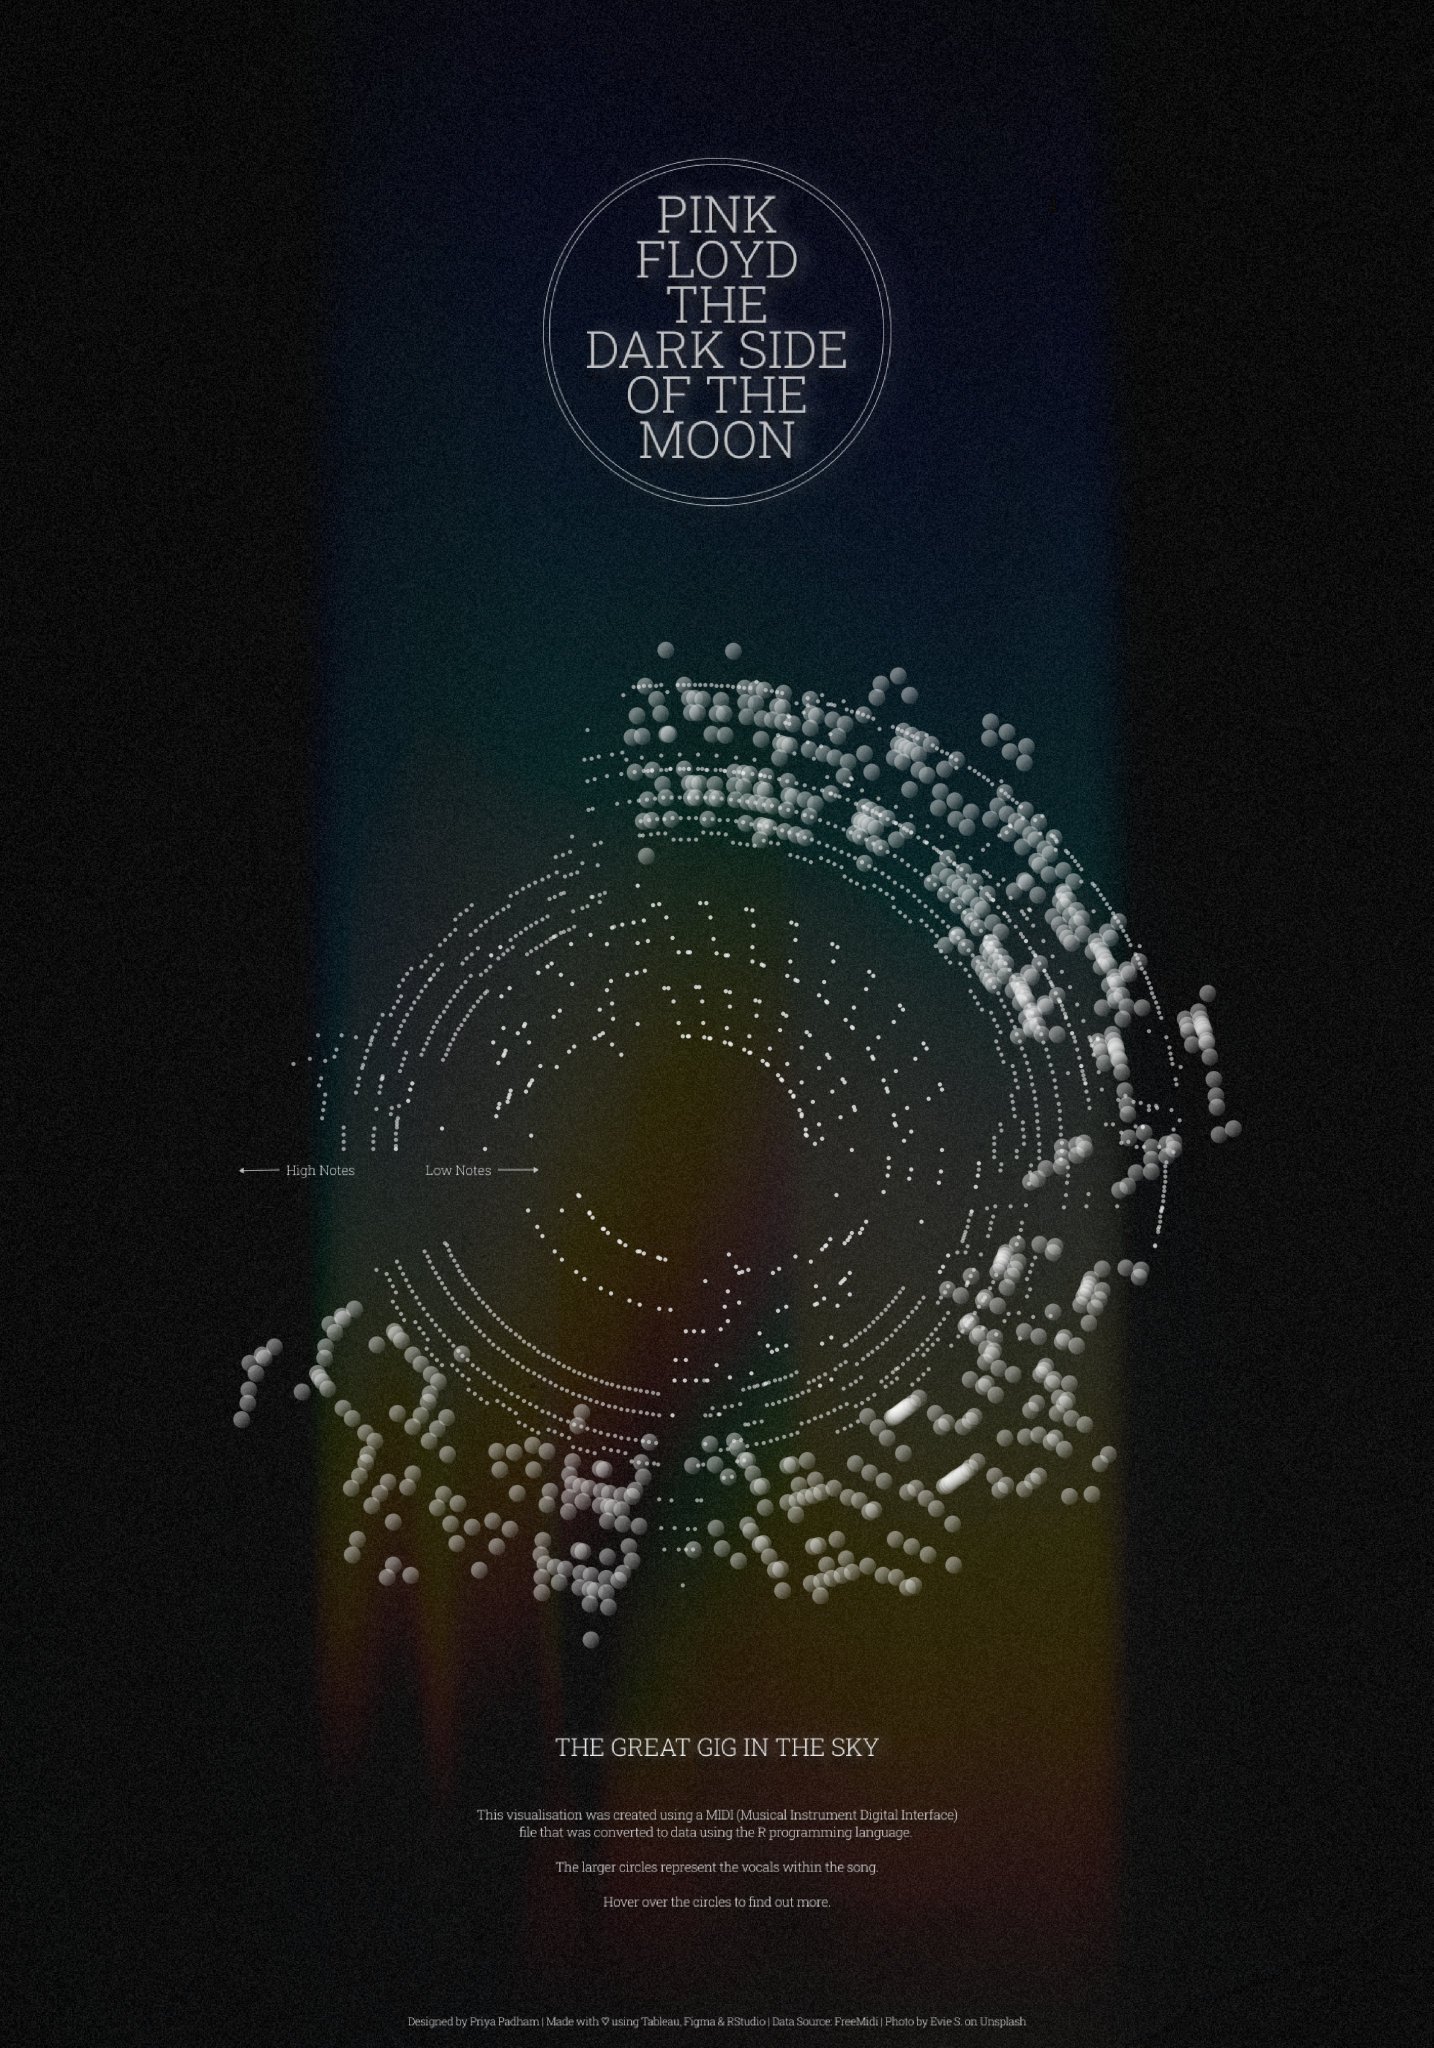 PINK
FLOYD
THE
DARK SIDE
OF THE
MOON
High Notes
Low Notes
THE GREAT GIG IN THE SKY
This visualisation was created using a MIDI (Musical Instrument Digital Interface)
file that was converted to data using the R programming language.
The larger circles represent the vocals within the song.
Hover over the circles to find out more.
Designed by Priya Padham | Made with ♡ using Tableau, Figma & RStudio | Data Source: FreeMidi | Photo by Evie S. on Unsplash